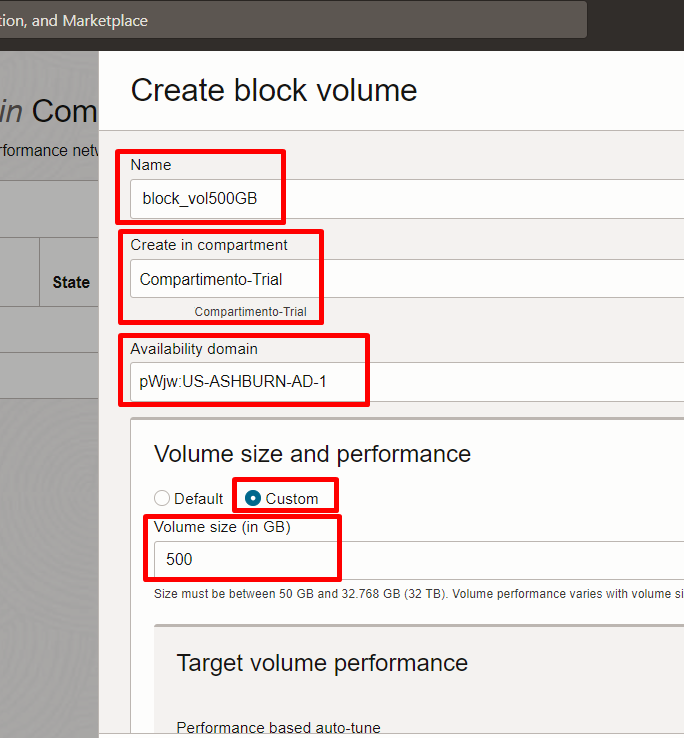 tion, and Marketplace
Create block volume
in Com
rformance netw
State
Name
block_vol500GB
Create in compartment
Compartimento-Trial
Compartimento-Trial
Availability domain
pWjw:US-ASHBURN-AD-1
Volume size and performance
Default Custom
Volume size (in GB)
500
Size must be between 50 GB and 32.768 GB (32 TB). Volume performance varies with volume si
Target volume performance
Performance based auto-tune